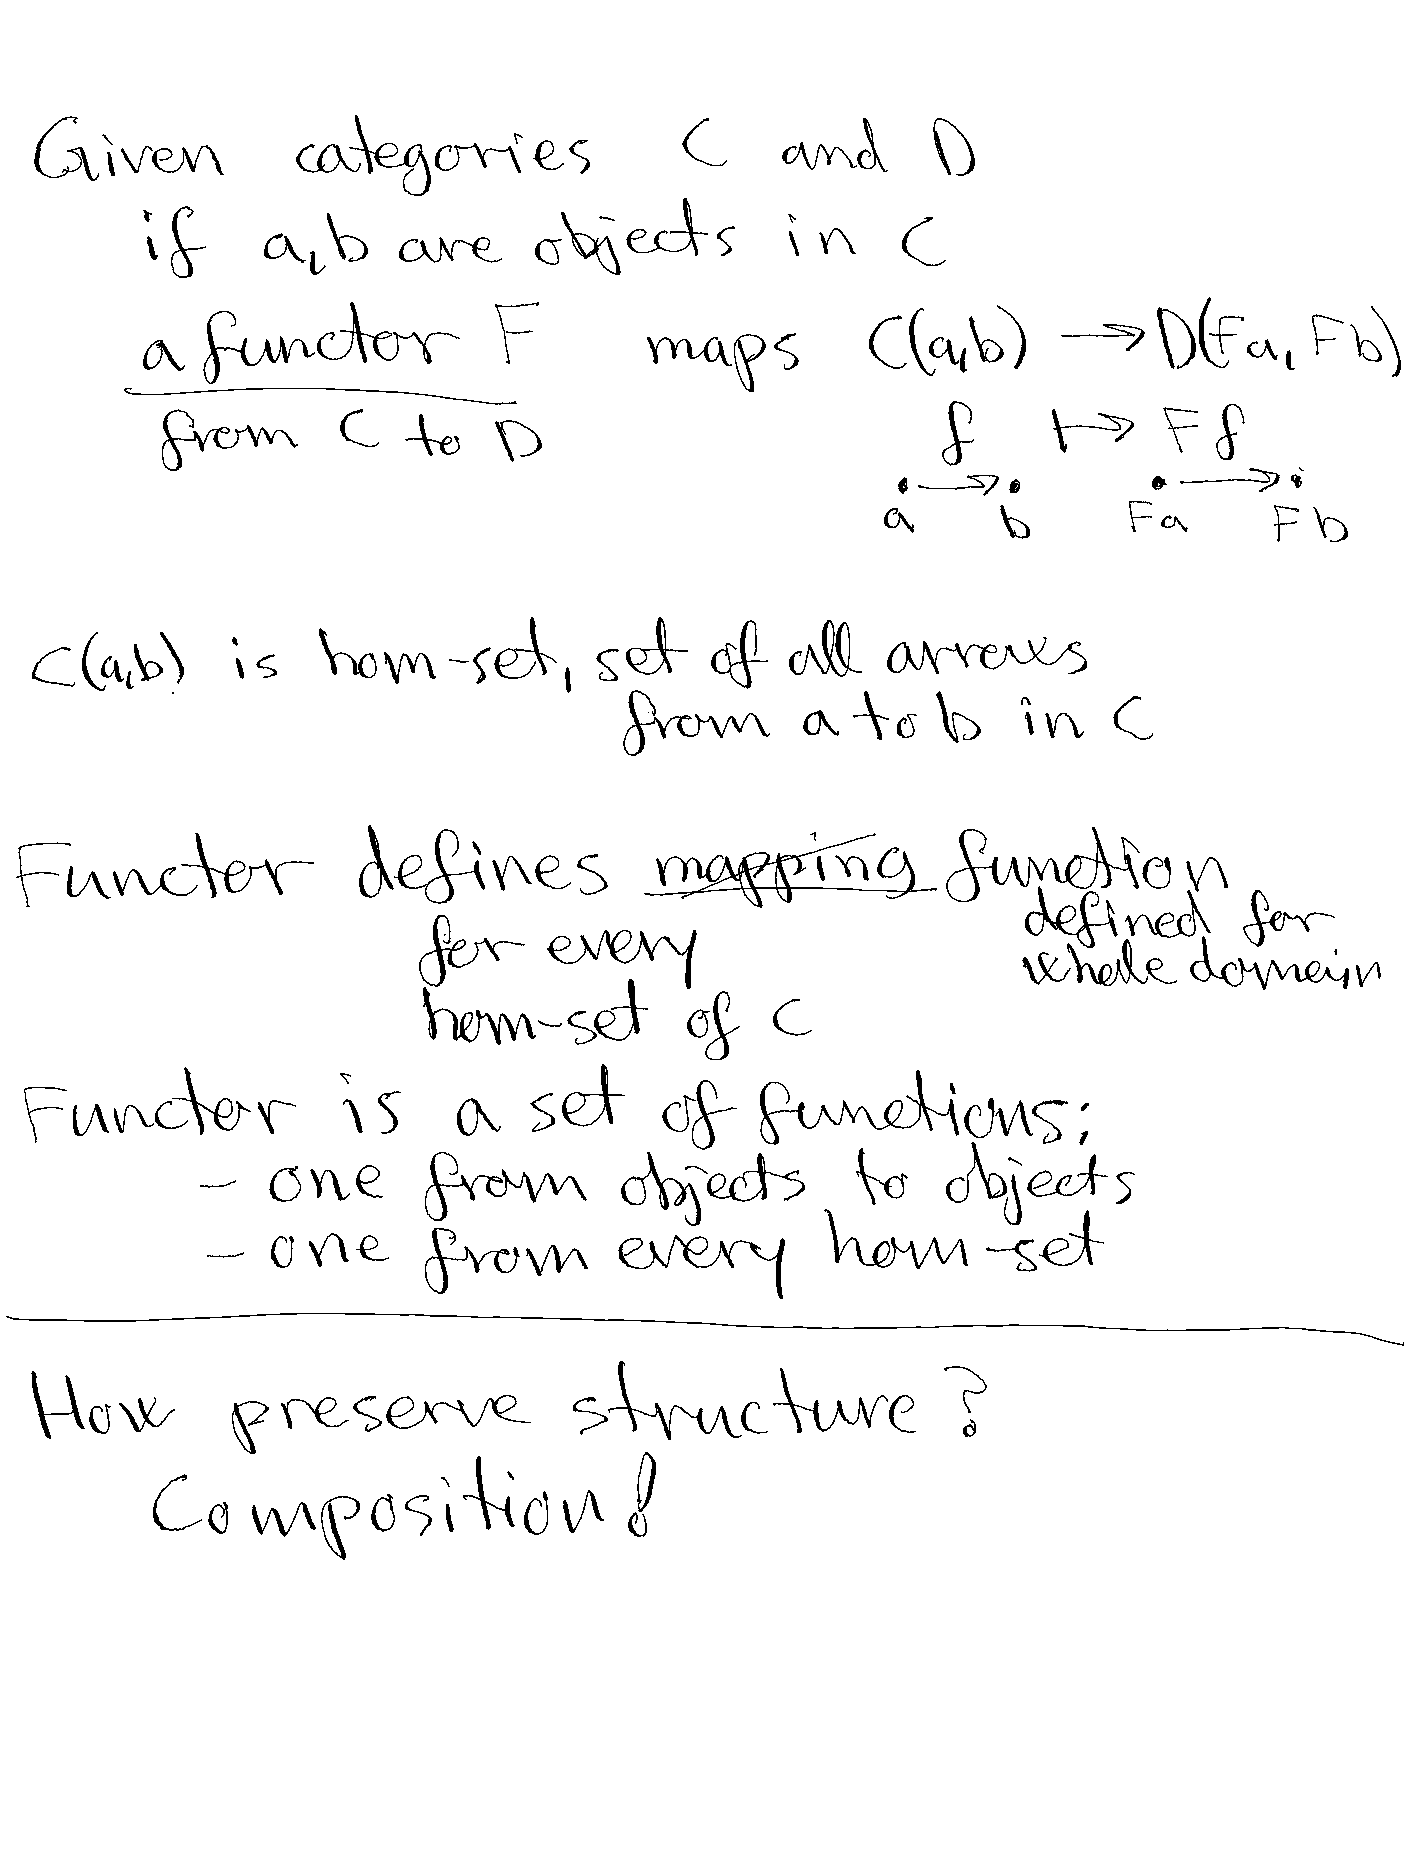 Given categories C and D
if a,b are objects in C
a functor F maps C(a,b) → D(Fa, Fb)
from C to D f ↦ Ff
a → b Fa → Fb
C(a,b) is hom-set, set of all arrows
from a to b in C
Functor defines mapping function
for every defined for
hom-set of C whole domain
Functor is a set of functions:
- one from objects to objects
- one from every hom-set
How preserve structure?
Composition!